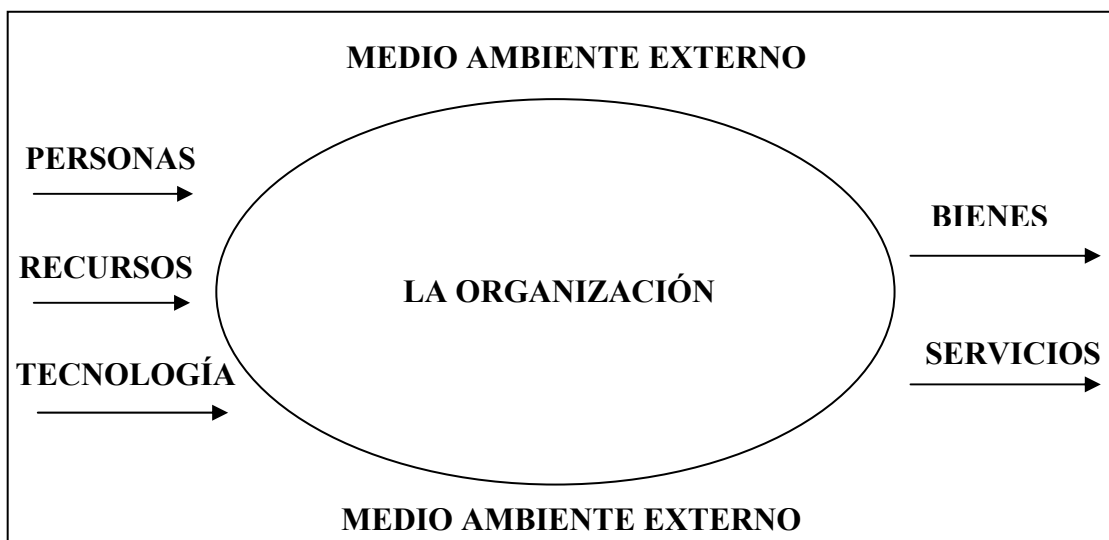 MEDIO AMBIENTE EXTERNO
PERSONAS
RECURSOS
TECNOLOGÍA
LA ORGANIZACIÓN
BIENES
SERVICIOS
MEDIO AMBIENTE EXTERNO